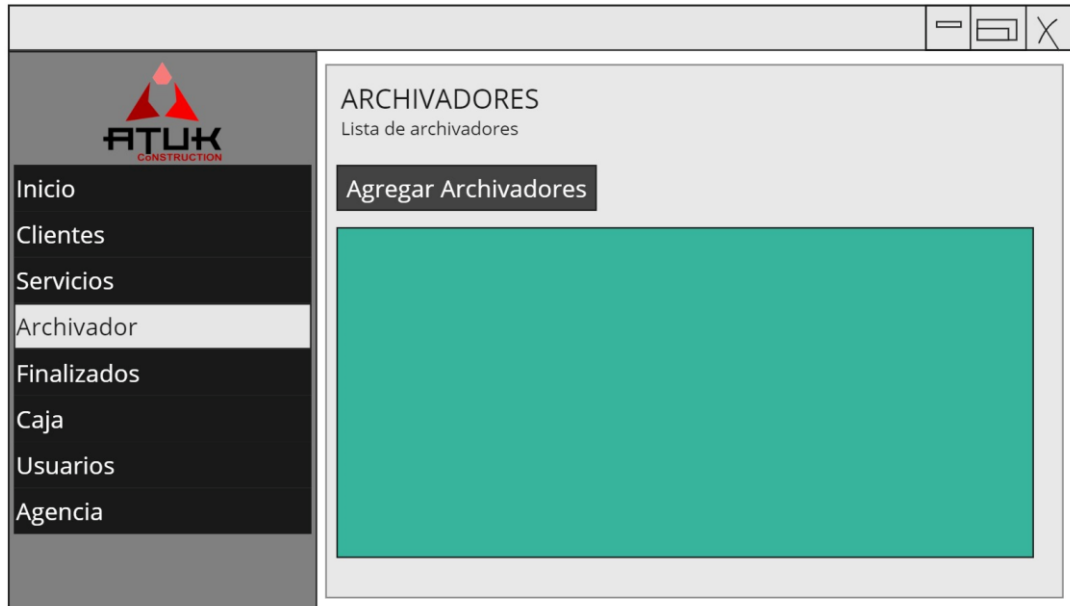 ATUK
CoNSTRUCTION
Inicio
Clientes
Servicios
Archivador
Finalizados
Caja
Usuarios
Agencia
ARCHIVADORES
Lista de archivadores
Agregar Archivadores